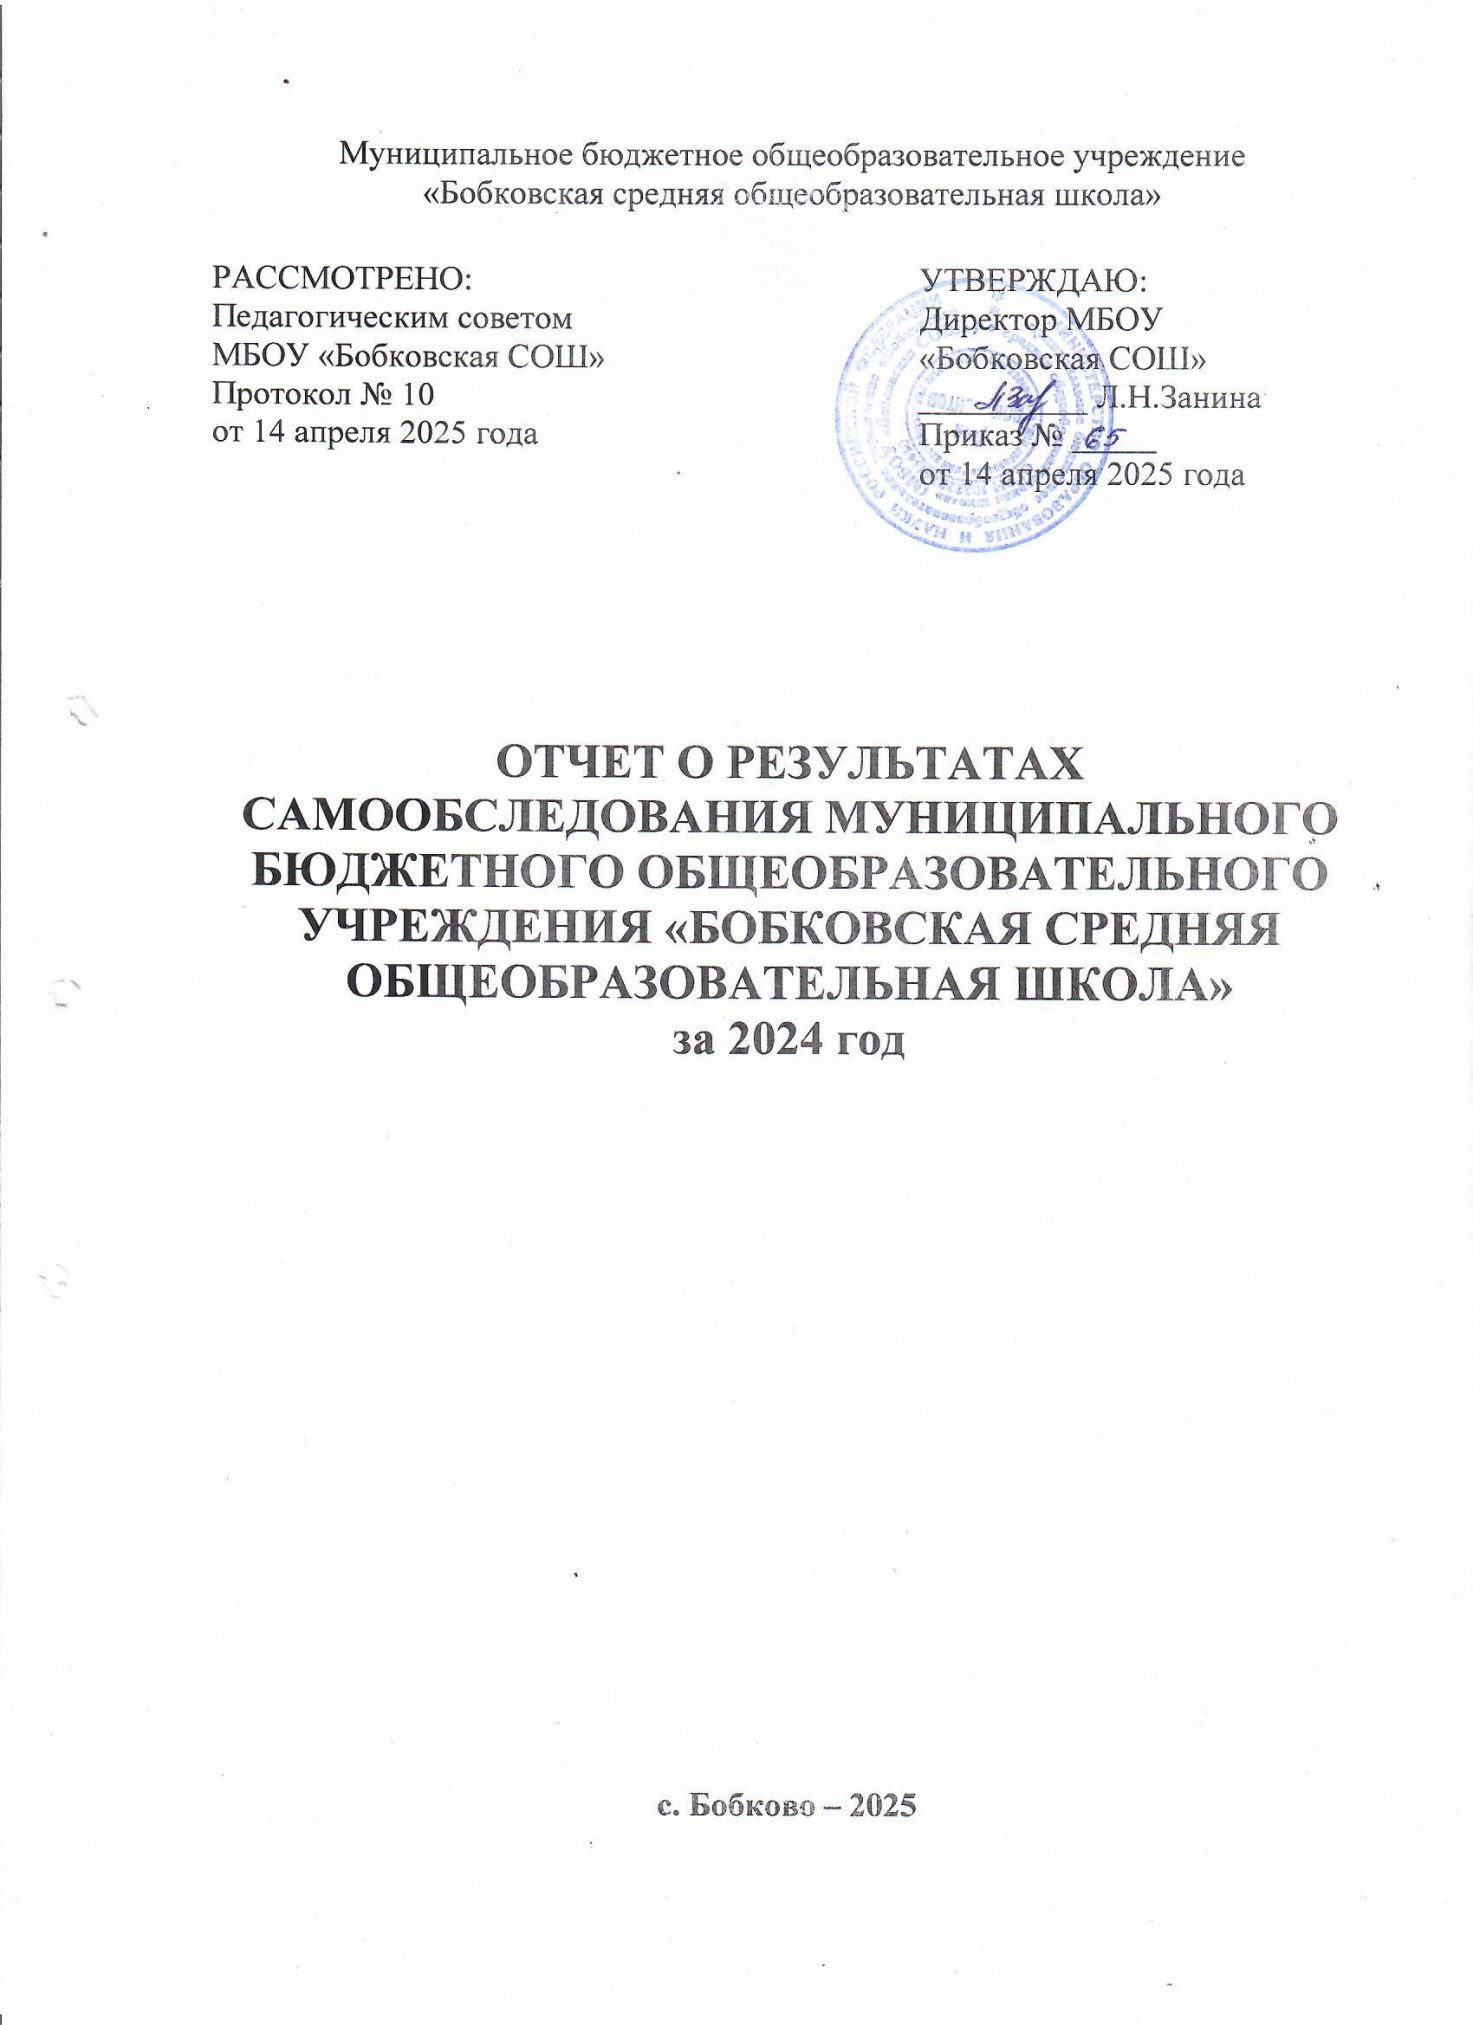 Муниципальное бюджетное общеобразовательное учреждение
«Бобковская средняя общеобразовательная школа»
РАССМОТРЕНО:
Педагогическим советом
МБОУ «Бобковская СОШ»
Протокол № 10
от 14 апреля 2025 года
УТВЕРЖДАЮ:
Директор МБОУ
«Бобковская СОШ»
Л.Н.Занина
Приказ № 65
от 14 апреля 2025 года
ОТЧЕТ О РЕЗУЛЬТАТАХ
САМООБСЛЕДОВАНИЯ МУНИЦИПАЛЬНОГО
БЮДЖЕТНОГО ОБЩЕОБРАЗОВАТЕЛЬНОГО
УЧРЕЖДЕНИЯ «БОБКОВСКАЯ СРЕДНЯЯ
ОБЩЕОБРАЗОВАТЕЛЬНАЯ ШКОЛА»
за 2024 год
с. Бобково – 2025